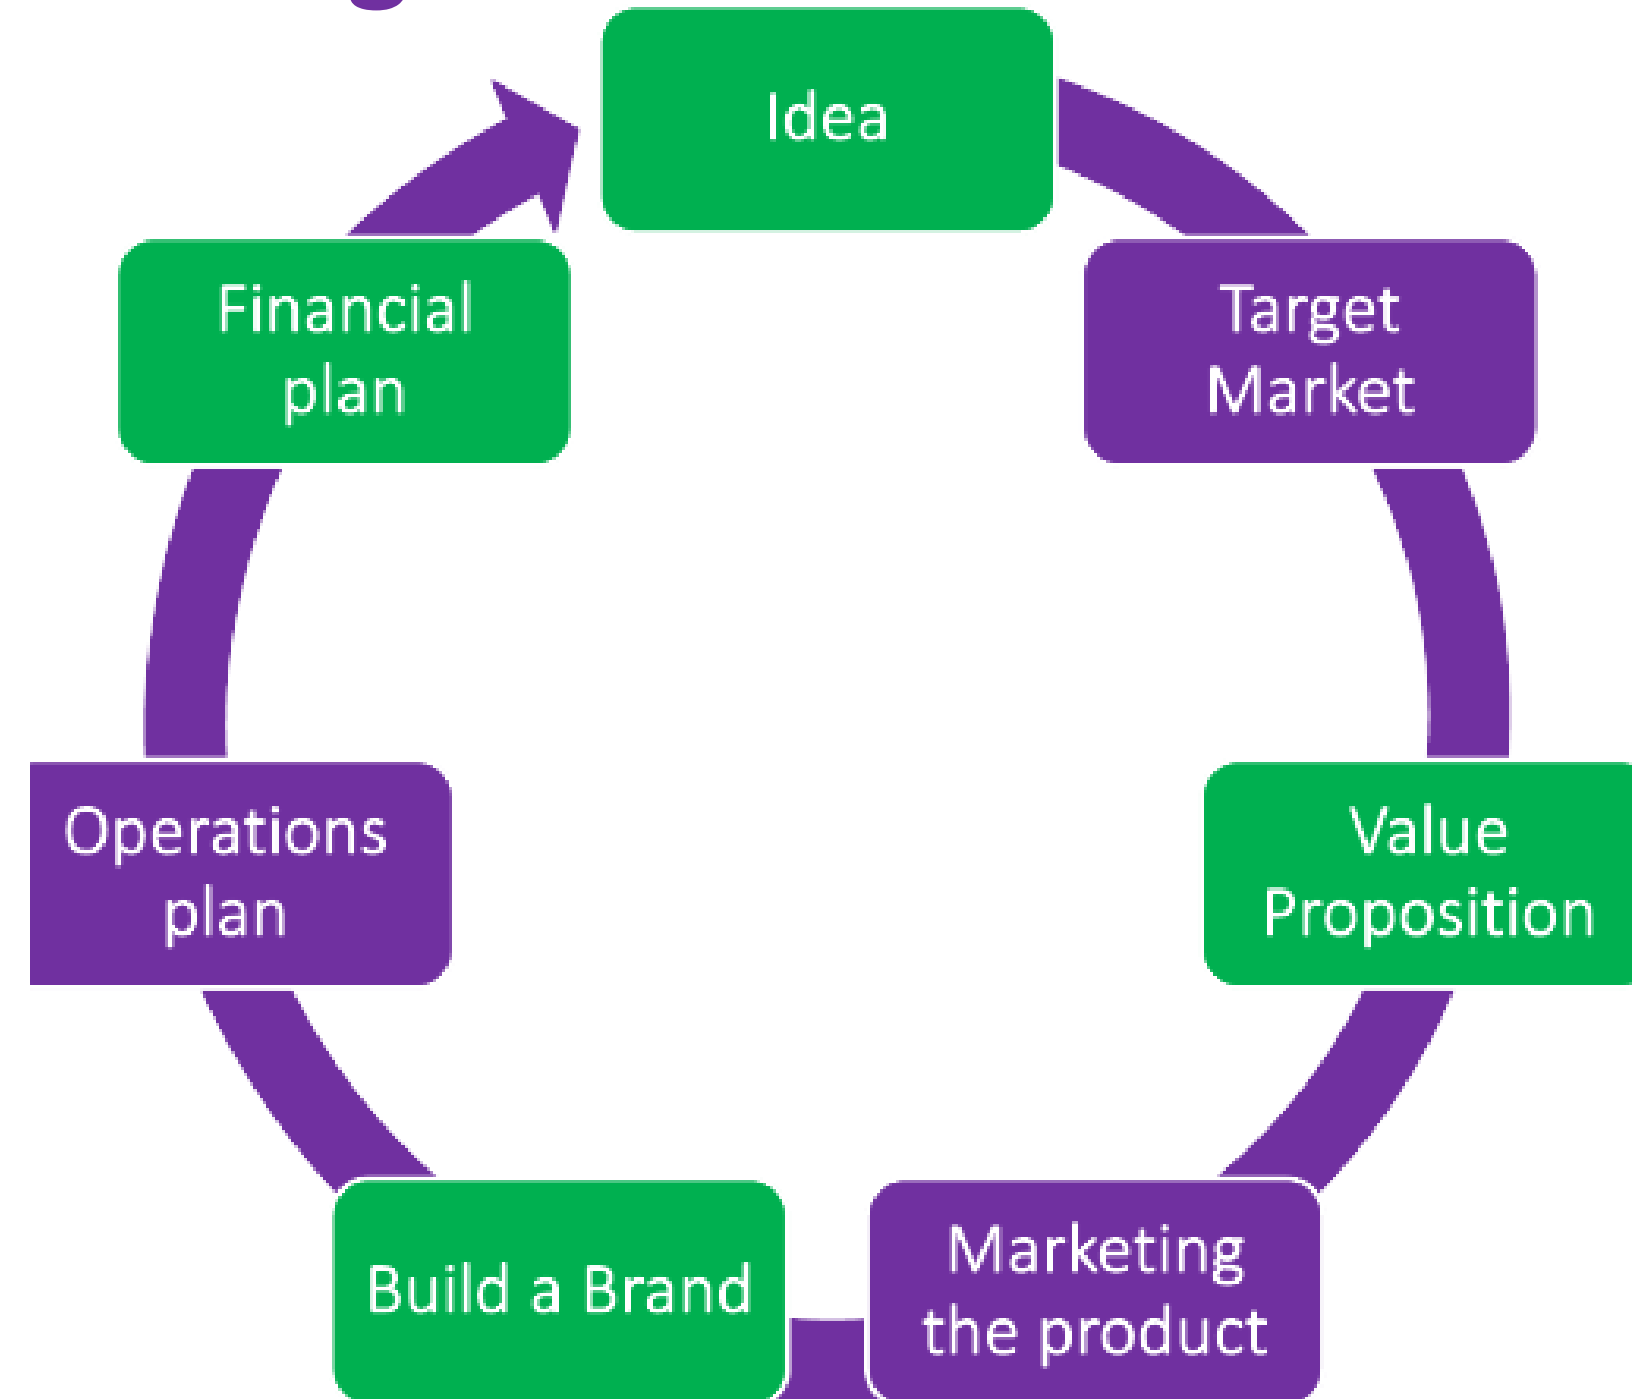 Idea
Target
Market
Value
Proposition
Marketing
the product
Build a Brand
Operations
plan
Financial
plan